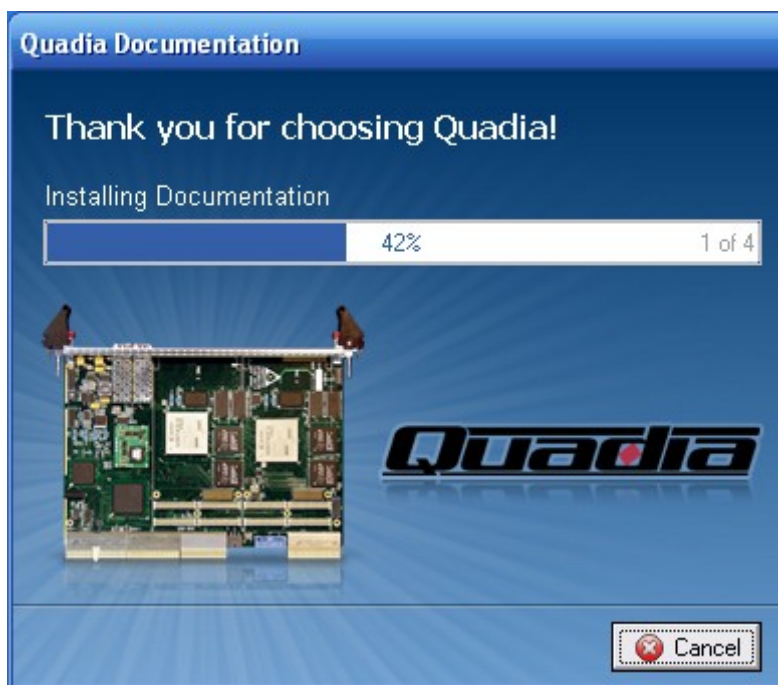 Quadia Documentation
Thank you for choosing Quadia!
Installing Documentation
42%
1 of 4
Quadia
Cancel